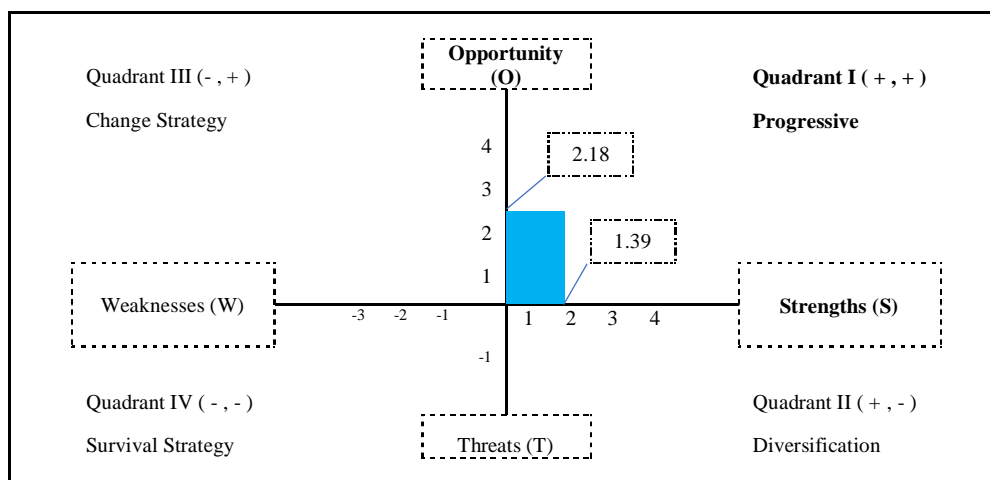 Opportunity
(O)
Quadrant III (- , + )
Change Strategy
Quadrant I ( + , + )
Progressive
4
3
2
1
2.18
1.39
Weaknesses (W)
Strengths (S)
-3 -2 -1 1 2 3 4
-1
Quadrant IV ( - , - )
Survival Strategy
Threats (T)
Quadrant II ( + , - )
Diversification